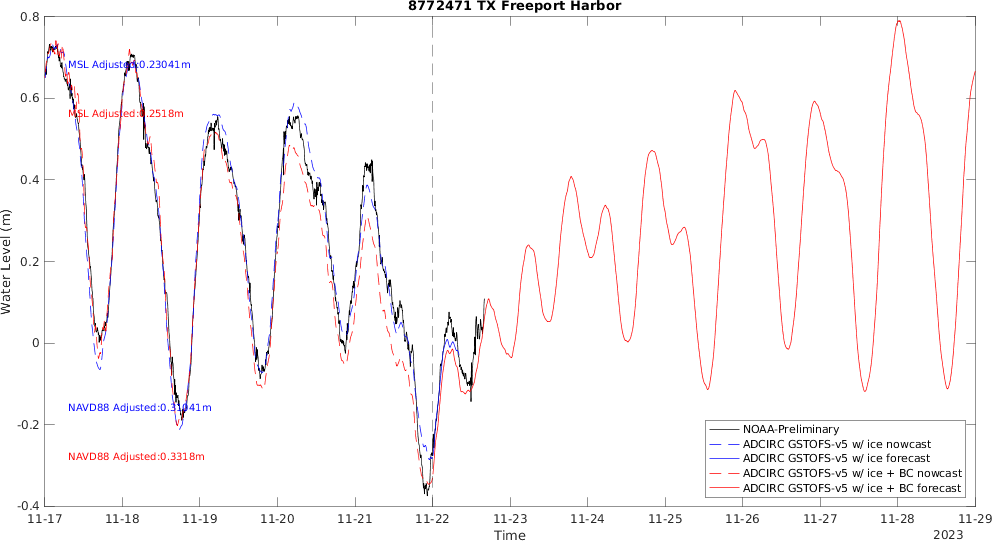 8772471 TX Freeport Harbor
0.8
0.6
0.4
0.2
0
-0.2
-0.4
Water Level (m)
MSL Adjusted:0.23041m
MSL Adjusted:0.2518m
NAVD88 Adjusted:0.31041m
NAVD88 Adjusted:0.3318m
NOAA-Preliminary
ADCIRC GSTOFS-v5 w/ ice nowcast
ADCIRC GSTOFS-v5 w/ ice forecast
ADCIRC GSTOFS-v5 w/ ice + BC nowcast
ADCIRC GSTOFS-v5 w/ ice + BC forecast
11-17 11-18 11-19 11-20 11-21 11-22 11-23 11-24 11-25 11-26 11-27 11-28 11-29
Time
2023